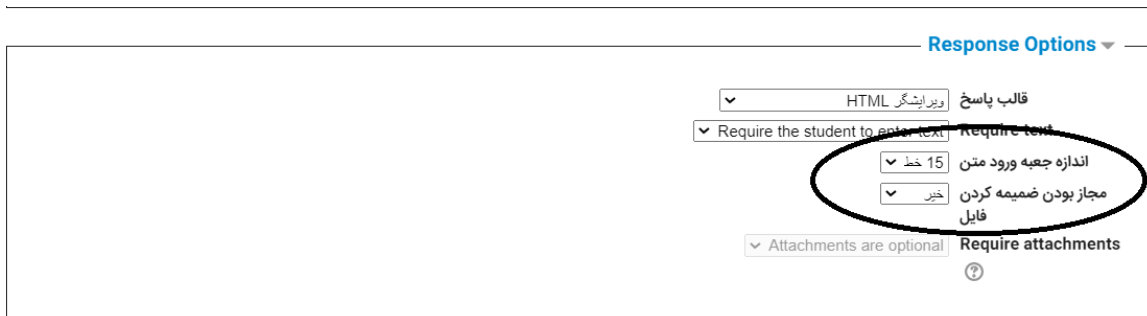 Response Options
قالب پاسخ ویرایشگر HTML
Require text Require the student to enter text
اندازه جعبه ورود متن 15 خط
مجاز بودن ضمیمه کردن خیر
فایل
Require attachments Attachments are optional
?